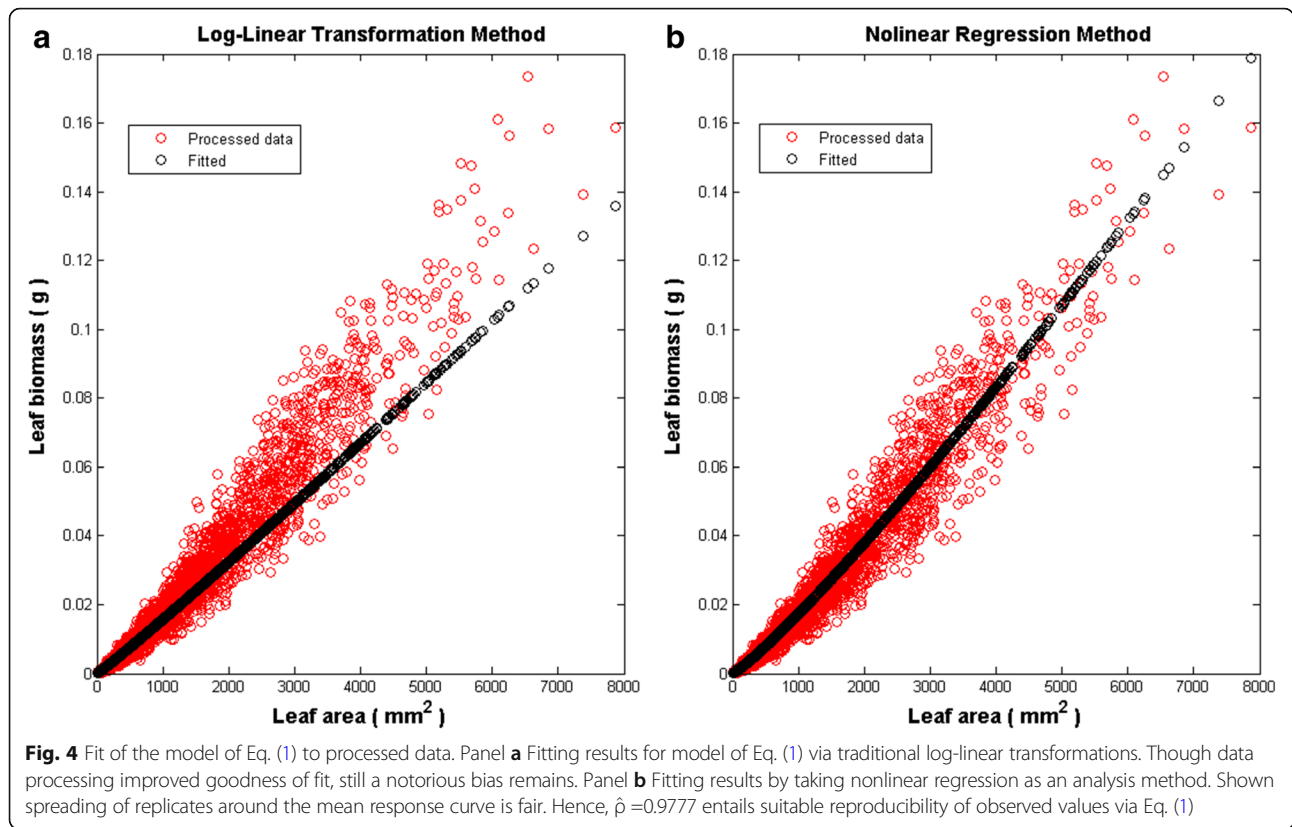 a
Log-Linear Transformation Method
0.18
0.16
0.14
0.12
0.1
0.08
0.06
0.04
0.02
0
Leaf biomass ( g )
Processed data
Fitted
0
1000
2000
3000
4000
5000
6000
7000
8000
Leaf area ( mm² )
b
Nolinear Regression Method
0.18
0.16
0.14
0.12
0.1
0.08
0.06
0.04
0.02
0
Leaf biomass ( g )
Processed data
Fitted
0
1000
2000
3000
4000
5000
6000
7000
8000
Leaf area ( mm² )
Fig. 4 Fit of the model of Eq. (1) to processed data. Panel a Fitting results for model of Eq. (1) via traditional log-linear transformations. Though data
processing improved goodness of fit, still a notorious bias remains. Panel b Fitting results by taking nonlinear regression as an analysis method. Shown
spreading of replicates around the mean response curve is fair. Hence, ρ̂ =0.9777 entails suitable reproducibility of observed values via Eq. (1)